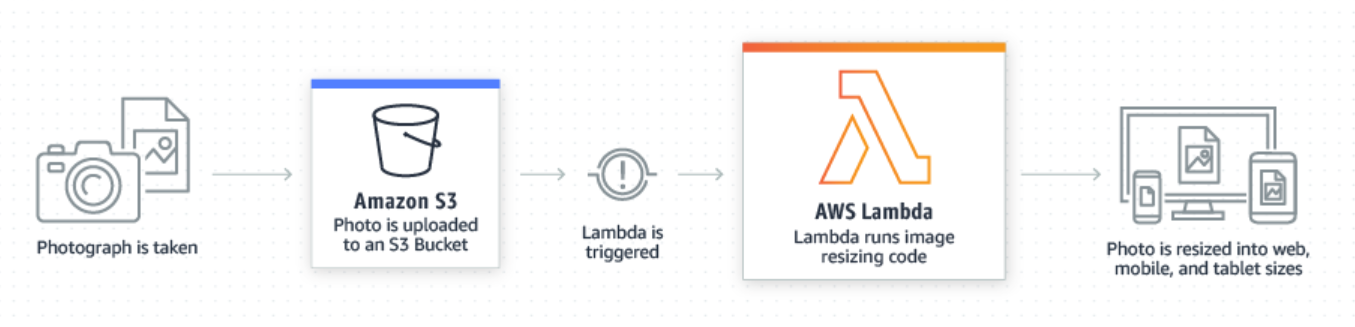 Photograph is taken
Amazon S3
Photo is uploaded
to an S3 Bucket
Lambda is
triggered
AWS Lambda
Lambda runs image
resizing code
Photo is resized into web,
mobile, and tablet sizes